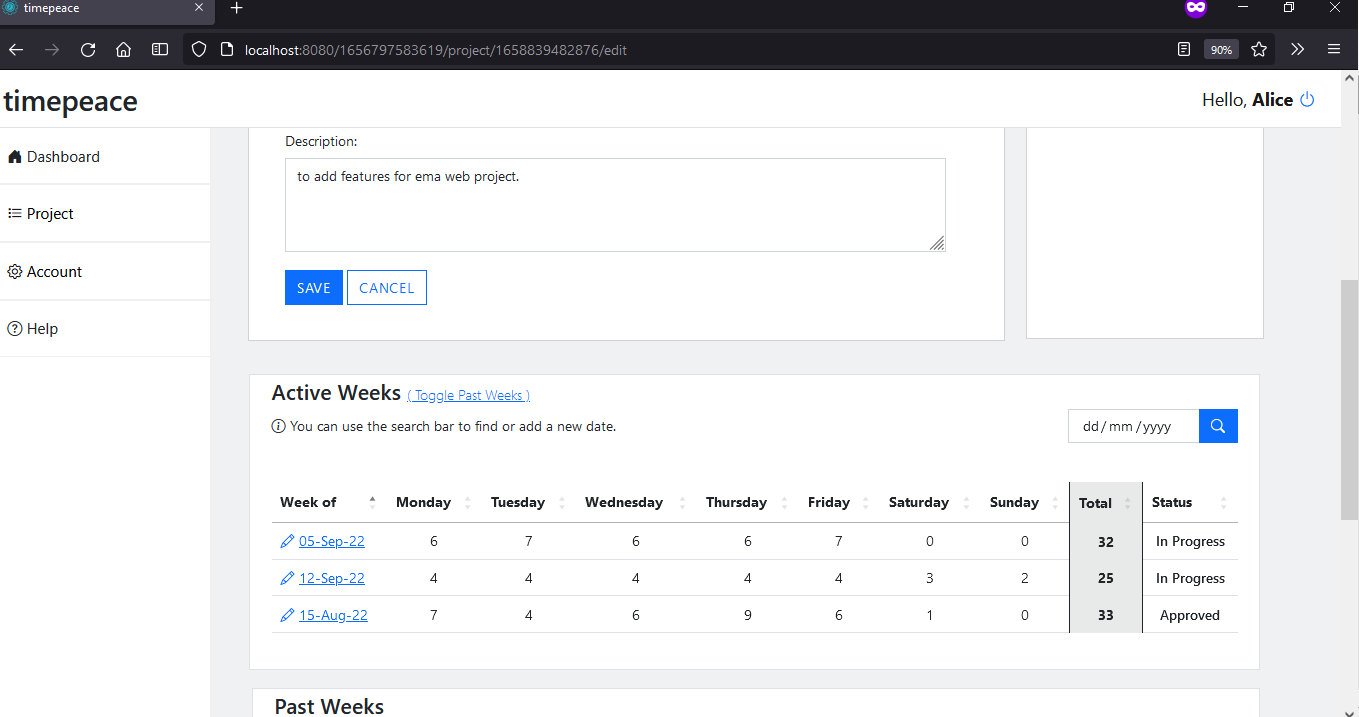 timepeace
localhost:8080/1656797583619/project/1658839482876/edit
90%
timepeace
Hello, Alice
Dashboard
Project
Account
Help
Description:
to add features for ema web project.
SAVE CANCEL
Active Weeks ( Toggle Past Weeks )
You can use the search bar to find or add a new date.
dd/mm/yyyy
Week of Monday Tuesday Wednesday Thursday Friday Saturday Sunday Total Status
05-Sep-22 6 7 6 6 7 0 0 32 In Progress
12-Sep-22 4 4 4 4 4 3 2 25 In Progress
15-Aug-22 7 4 6 9 6 1 0 33 Approved
Past Weeks